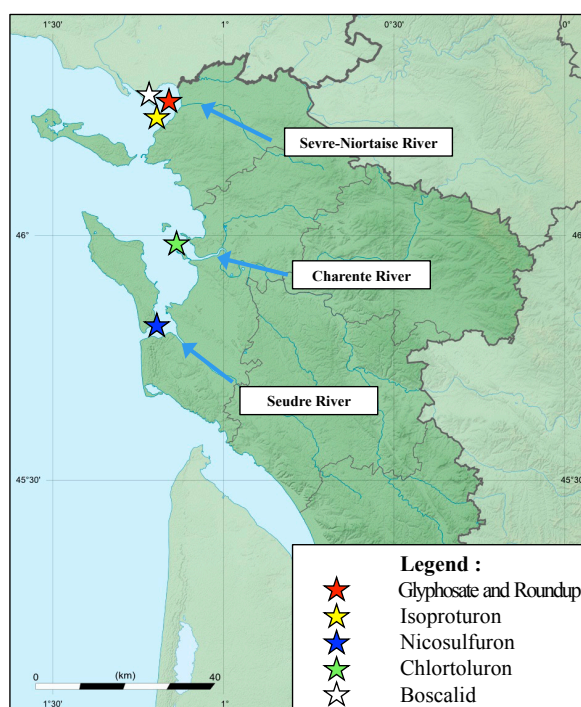 1°30' 1° 0°30' 0°
Sevre-Niortaise River
46° 46°
Charente River
Seudre River
45°30' 45°30'
Legend :
Glyphosate and Roundup
Isoproturon
Nicosulfuron
Chlortoluron
Boscalid
0 (km) 40
1°30' 1°